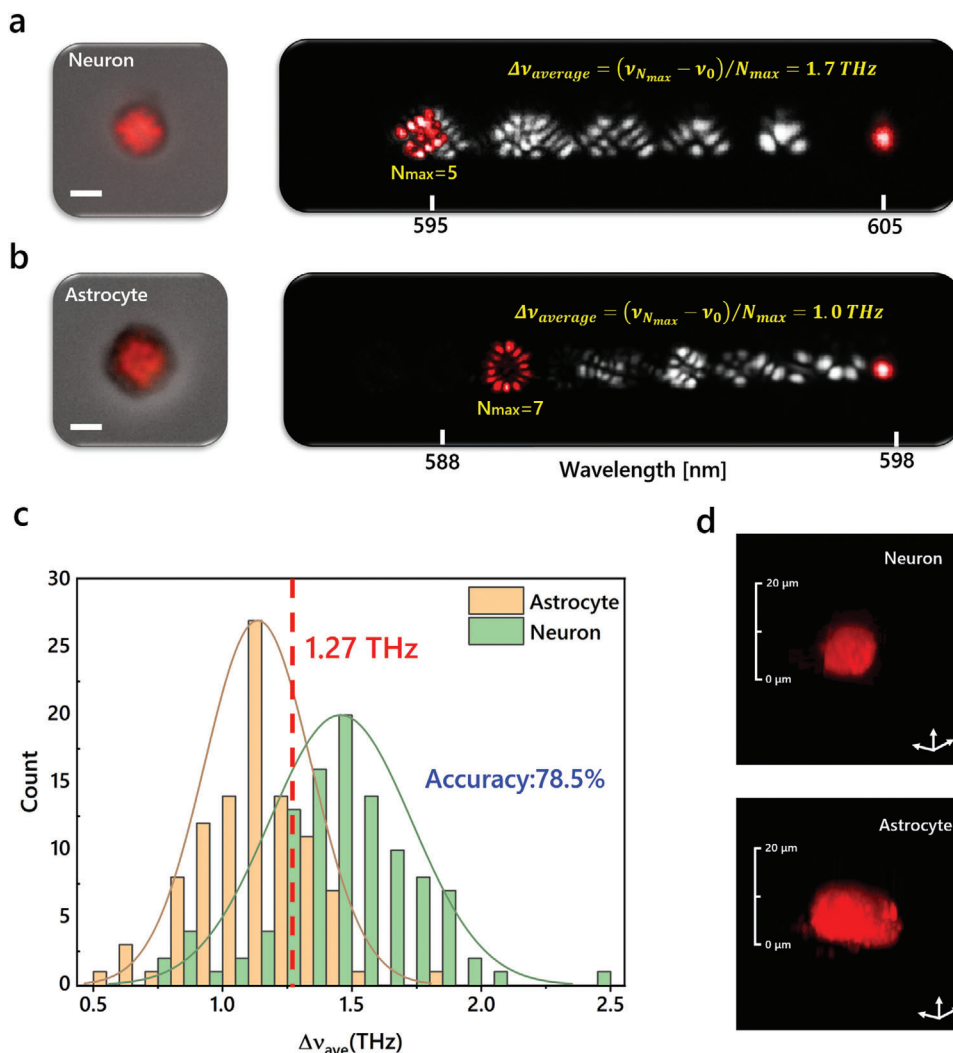 a
Neuron
Δν_average = (ν_Nmax − ν_0)/N_max = 1.7 THz
Nmax=5
595
605
b
Astrocyte
Δν_average = (ν_Nmax − ν_0)/N_max = 1.0 THz
Nmax=7
588
598
Wavelength [nm]
c
30
25
20
15
10
5
0
Count
0.5
1.0
1.5
2.0
2.5
Δν_ave(THz)
Astrocyte
Neuron
1.27 THz
Accuracy:78.5%
d
Neuron
20 μm
0 μm
Astrocyte
20 μm
0 μm